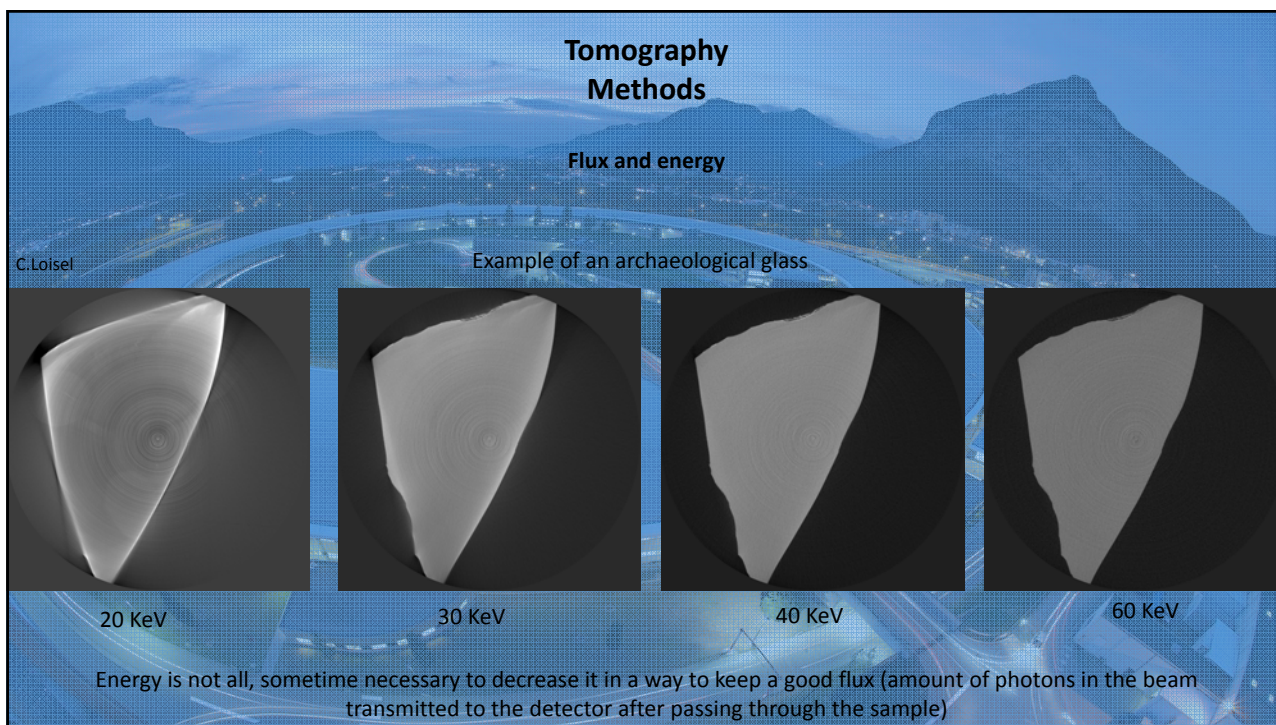 Tomography
Methods
Flux and energy
C.Loisel
Example of an archaeological glass
20 KeV
30 KeV
40 KeV
60 KeV
Energy is not all, sometime necessary to decrease it in a way to keep a good flux (amount of photons in the beam
transmitted to the detector after passing through the sample)